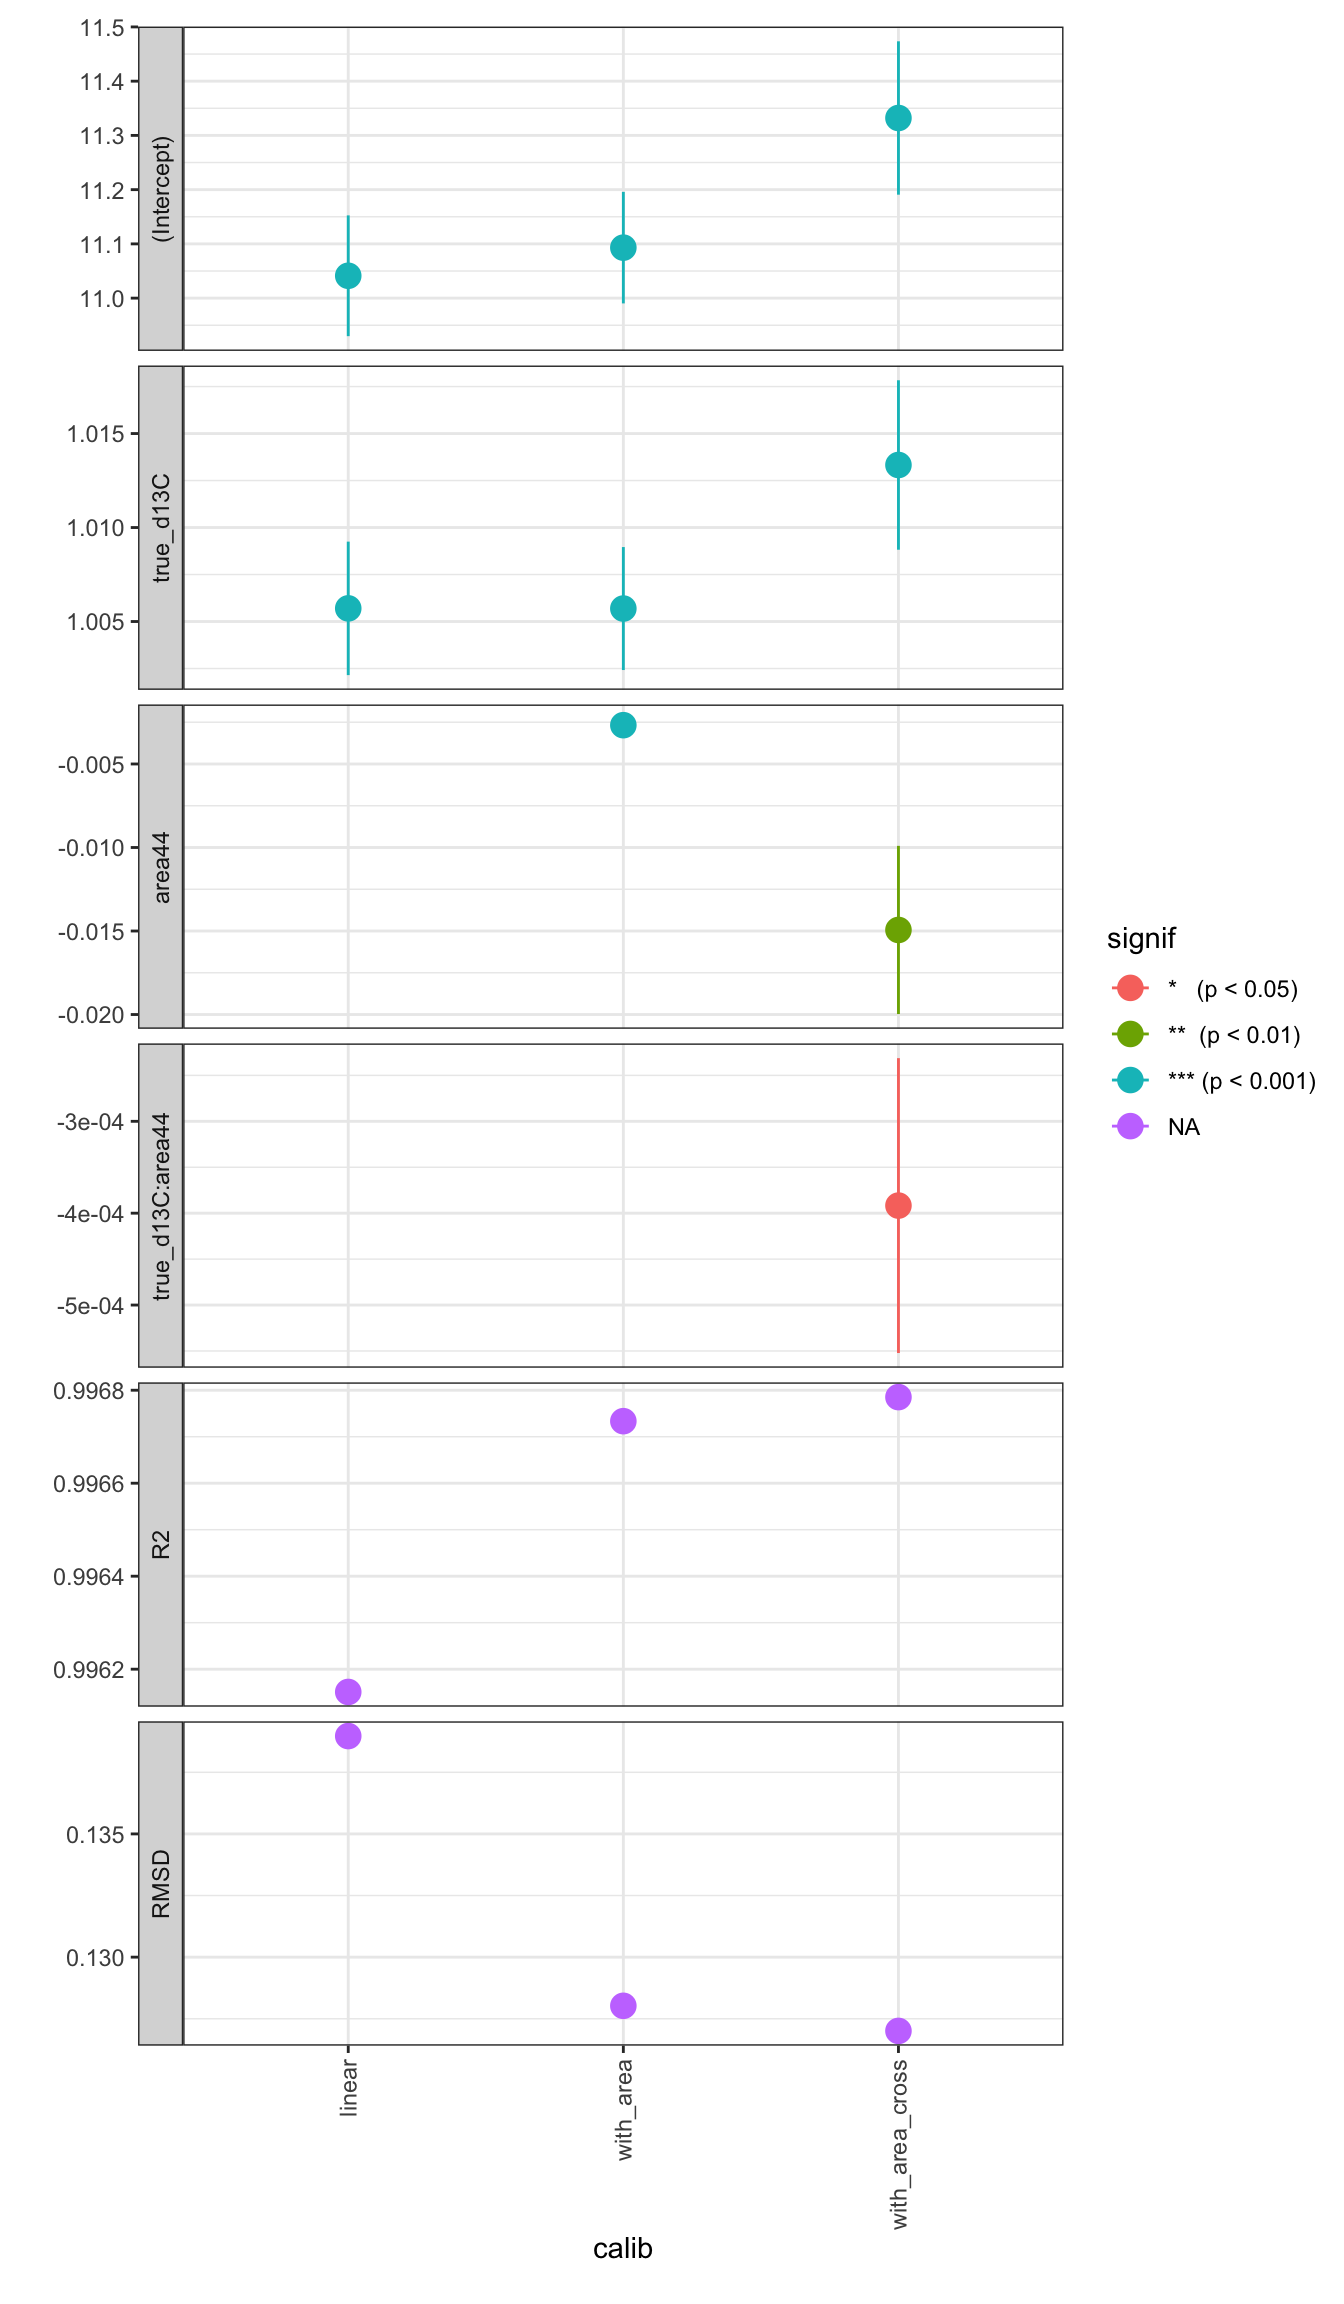 (Intercept)
11.5
11.4
11.3
11.2
11.1
11.0
true_d13C
1.015
1.010
1.005
area44
-0.005
-0.010
-0.015
-0.020
true_d13C:area44
-3e-04
-4e-04
-5e-04
R2
0.9968
0.9966
0.9964
0.9962
RMSD
0.135
0.130
linear
with_area
with_area_cross
calib
signif
* (p < 0.05)
** (p < 0.01)
*** (p < 0.001)
NA